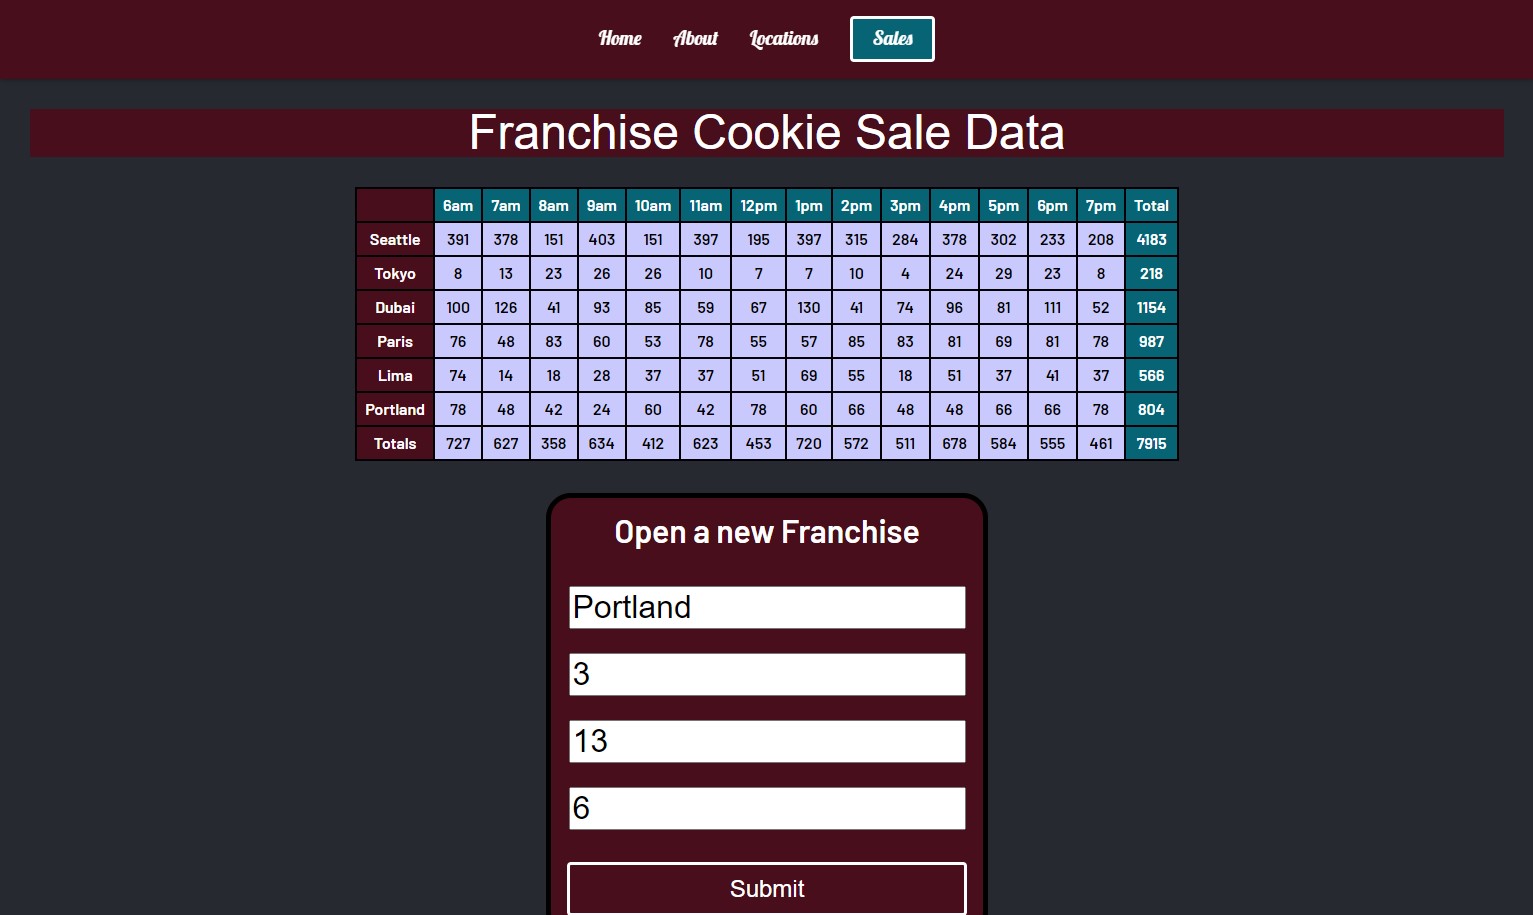 Home About Locations Sales
Franchise Cookie Sale Data
6am 7am 8am 9am 10am 11am 12pm 1pm 2pm 3pm 4pm 5pm 6pm 7pm Total
Seattle 391 378 151 403 151 397 195 397 315 284 378 302 233 208 4183
Tokyo 8 13 23 26 26 10 7 7 10 4 24 29 23 8 218
Dubai 100 126 41 93 85 59 67 130 41 74 96 81 111 52 1154
Paris 76 48 83 60 53 78 55 57 85 83 81 69 81 78 987
Lima 74 14 18 28 37 37 51 69 55 18 51 37 41 37 566
Portland 78 48 42 24 60 42 78 60 66 48 48 66 66 78 804
Totals 727 627 358 634 412 623 453 720 572 511 678 584 555 461 7915
Open a new Franchise
Portland
3
13
6
Submit